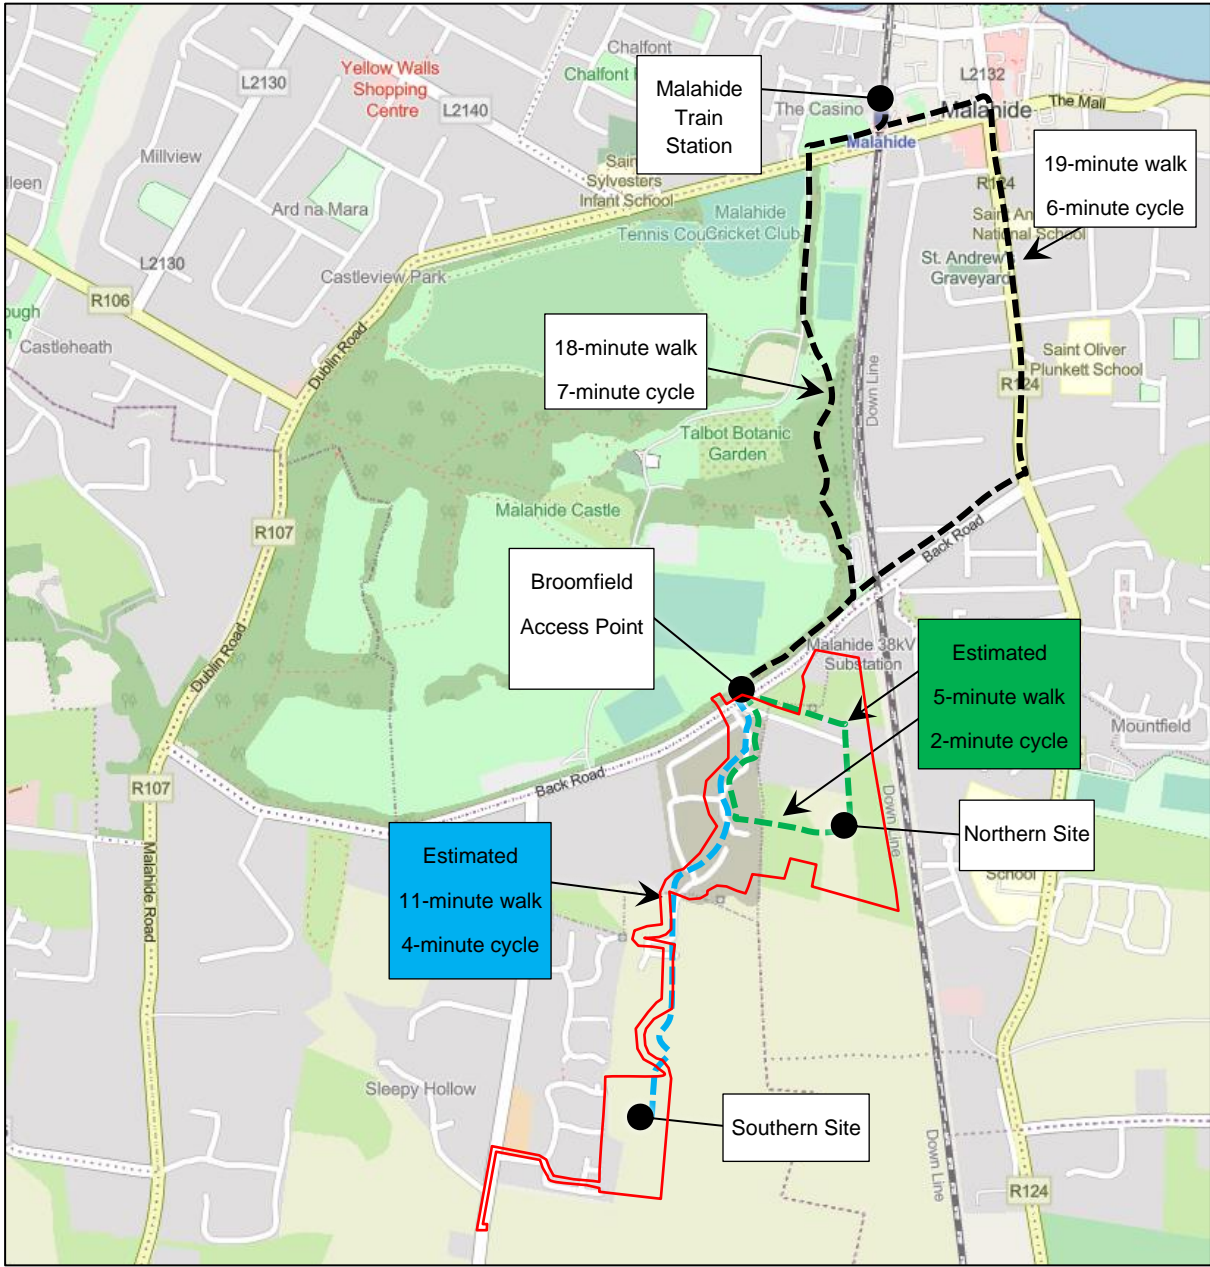 Chalfont
Chalfont
L2130
Yellow Walls
Shopping
Centre
L2140
Malahide
Train
Station
The Casino
L2132
The Mall
Malahide
Malahide
Millview
Ard na Mara
Sylvesters
Infant School
R124
19-minute walk
6-minute cycle
National School
Malahide
Tennis
Cricket Club
St. Andrew
Graveyard
L2130
Castleview Park
R106
Castleheath
Dublin Road
18-minute walk
7-minute cycle
Down Line
Saint Oliver
Plunkett School
R124
Talbot Botanic
Garden
Malahide Castle
R107
Back Road
Broomfield
Access Point
Malahide 38kV
Substation
Estimated
5-minute walk
2-minute cycle
Dublin Road
Mountfield
R107
Back Road
Down Line
Northern Site
School
Estimated
11-minute walk
4-minute cycle
Malahide Road
Sleepy Hollow
Southern Site
Down Line
R124